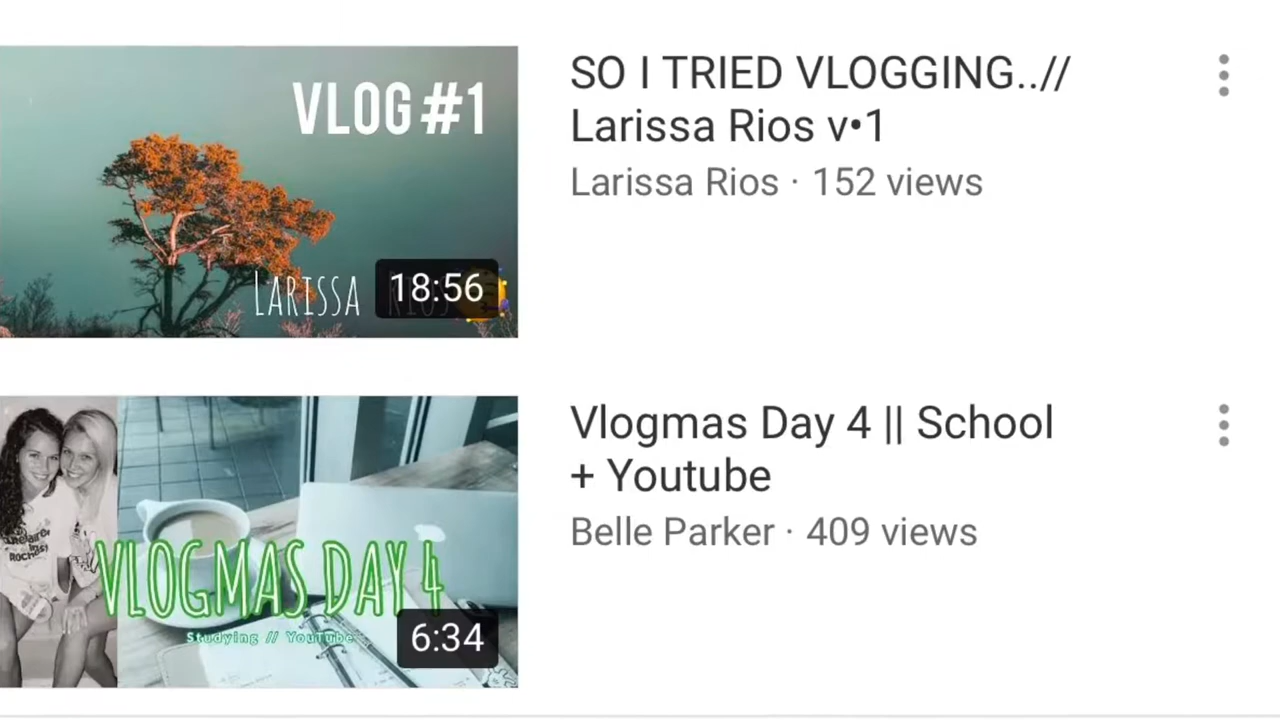 VLOG #1
LARISSA RIOS
18:56
SO I TRIED VLOGGING..//
Larissa Rios v•1
Larissa Rios · 152 views
VLOGMAS DAY 4
Studying // YouTube
6:34
Vlogmas Day 4 || School
+ Youtube
Belle Parker · 409 views